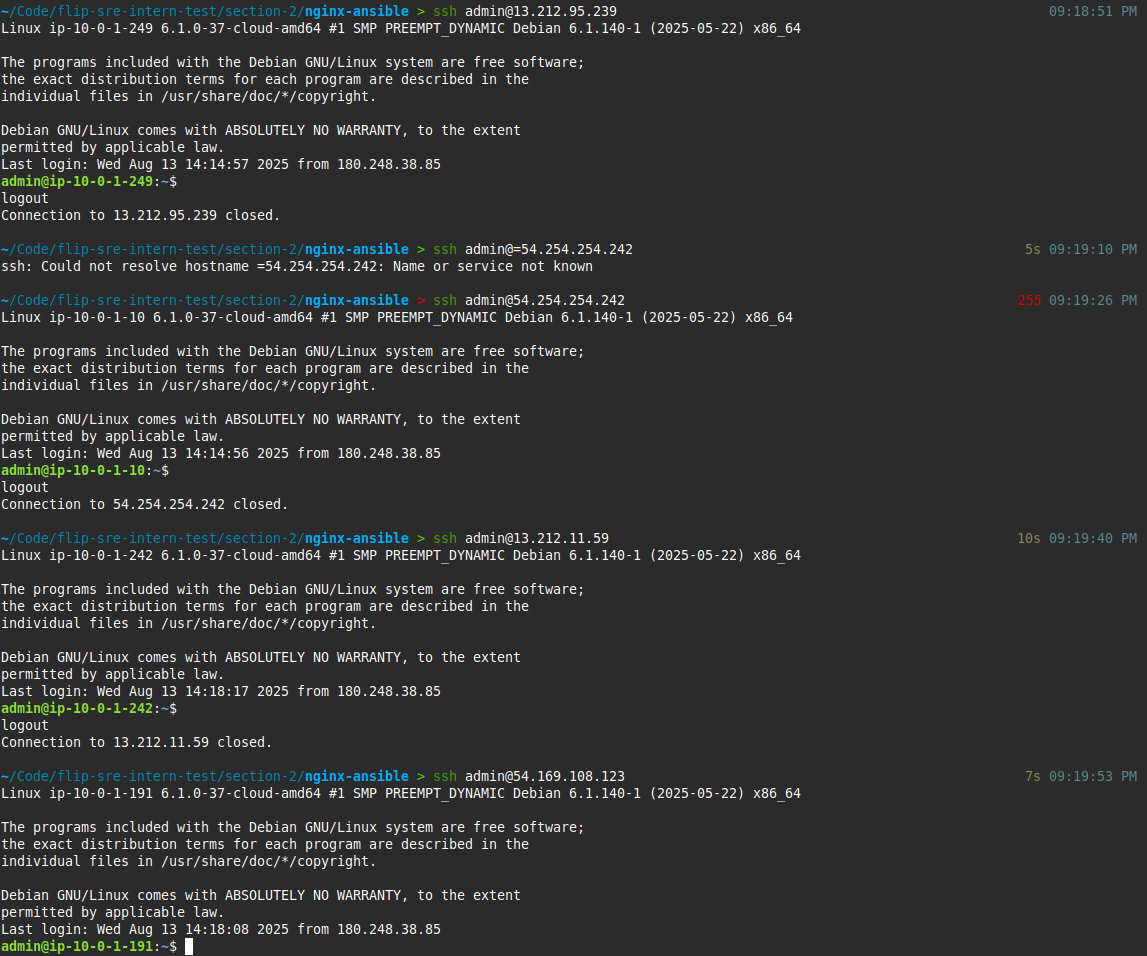 ~/Code/flip-sre-intern-test/section-2/nginx-ansible > ssh admin@13.212.95.239 09:18:51 PM
Linux ip-10-0-1-249 6.1.0-37-cloud-amd64 #1 SMP PREEMPT_DYNAMIC Debian 6.1.140-1 (2025-05-22) x86_64
The programs included with the Debian GNU/Linux system are free software;
the exact distribution terms for each program are described in the
individual files in /usr/share/doc/*/copyright.
Debian GNU/Linux comes with ABSOLUTELY NO WARRANTY, to the extent
permitted by applicable law.
Last login: Wed Aug 13 14:14:57 2025 from 180.248.38.85
admin@ip-10-0-1-249:~$
logout
Connection to 13.212.95.239 closed.
~/Code/flip-sre-intern-test/section-2/nginx-ansible > ssh admin@=54.254.254.242 5s 09:19:10 PM
ssh: Could not resolve hostname =54.254.254.242: Name or service not known
~/Code/flip-sre-intern-test/section-2/nginx-ansible > ssh admin@54.254.254.242 255 09:19:26 PM
Linux ip-10-0-1-10 6.1.0-37-cloud-amd64 #1 SMP PREEMPT_DYNAMIC Debian 6.1.140-1 (2025-05-22) x86_64
The programs included with the Debian GNU/Linux system are free software;
the exact distribution terms for each program are described in the
individual files in /usr/share/doc/*/copyright.
Debian GNU/Linux comes with ABSOLUTELY NO WARRANTY, to the extent
permitted by applicable law.
Last login: Wed Aug 13 14:14:56 2025 from 180.248.38.85
admin@ip-10-0-1-10:~$
logout
Connection to 54.254.254.242 closed.
~/Code/flip-sre-intern-test/section-2/nginx-ansible > ssh admin@13.212.11.59 10s 09:19:40 PM
Linux ip-10-0-1-242 6.1.0-37-cloud-amd64 #1 SMP PREEMPT_DYNAMIC Debian 6.1.140-1 (2025-05-22) x86_64
The programs included with the Debian GNU/Linux system are free software;
the exact distribution terms for each program are described in the
individual files in /usr/share/doc/*/copyright.
Debian GNU/Linux comes with ABSOLUTELY NO WARRANTY, to the extent
permitted by applicable law.
Last login: Wed Aug 13 14:18:17 2025 from 180.248.38.85
admin@ip-10-0-1-242:~$
logout
Connection to 13.212.11.59 closed.
~/Code/flip-sre-intern-test/section-2/nginx-ansible > ssh admin@54.169.108.123 7s 09:19:53 PM
Linux ip-10-0-1-191 6.1.0-37-cloud-amd64 #1 SMP PREEMPT_DYNAMIC Debian 6.1.140-1 (2025-05-22) x86_64
The programs included with the Debian GNU/Linux system are free software;
the exact distribution terms for each program are described in the
individual files in /usr/share/doc/*/copyright.
Debian GNU/Linux comes with ABSOLUTELY NO WARRANTY, to the extent
permitted by applicable law.
Last login: Wed Aug 13 14:18:08 2025 from 180.248.38.85
admin@ip-10-0-1-191:~$